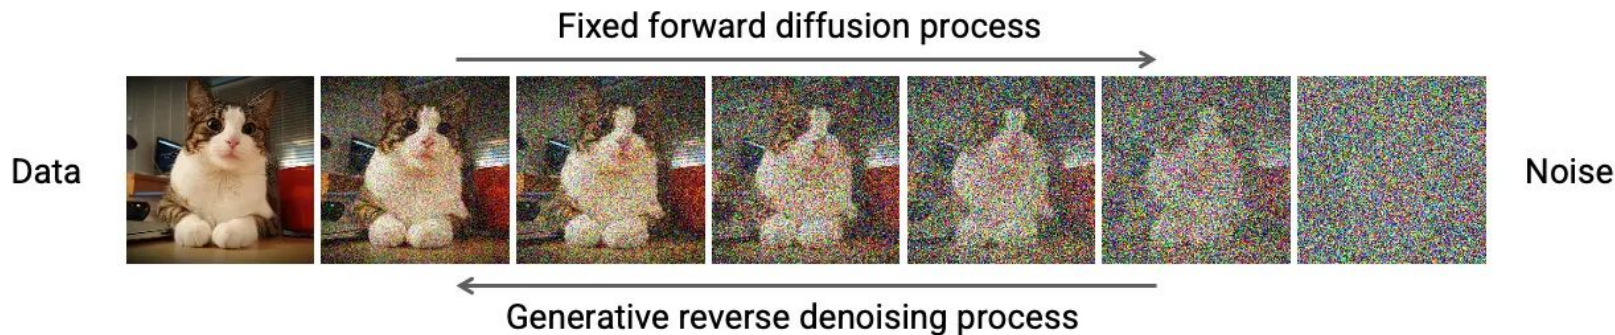 Fixed forward diffusion process
Data
Noise
Generative reverse denoising process